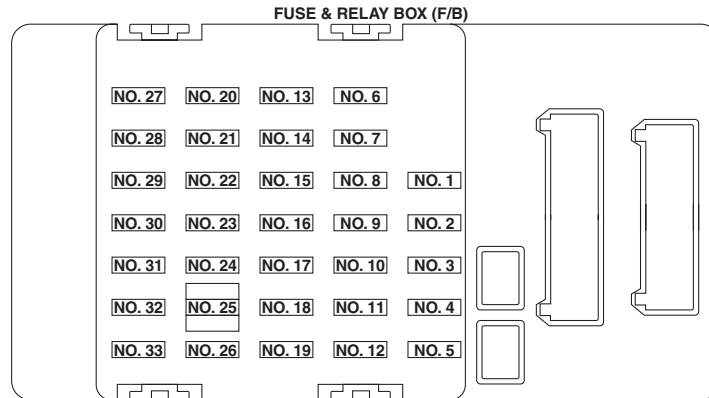 FUSE & RELAY BOX (F/B)
NO. 27 NO. 20 NO. 13 NO. 6
NO. 28 NO. 21 NO. 14 NO. 7
NO. 29 NO. 22 NO. 15 NO. 8 NO. 1
NO. 30 NO. 23 NO. 16 NO. 9 NO. 2
NO. 31 NO. 24 NO. 17 NO. 10 NO. 3
NO. 32 NO. 25 NO. 18 NO. 11 NO. 4
NO. 33 NO. 26 NO. 19 NO. 12 NO. 5